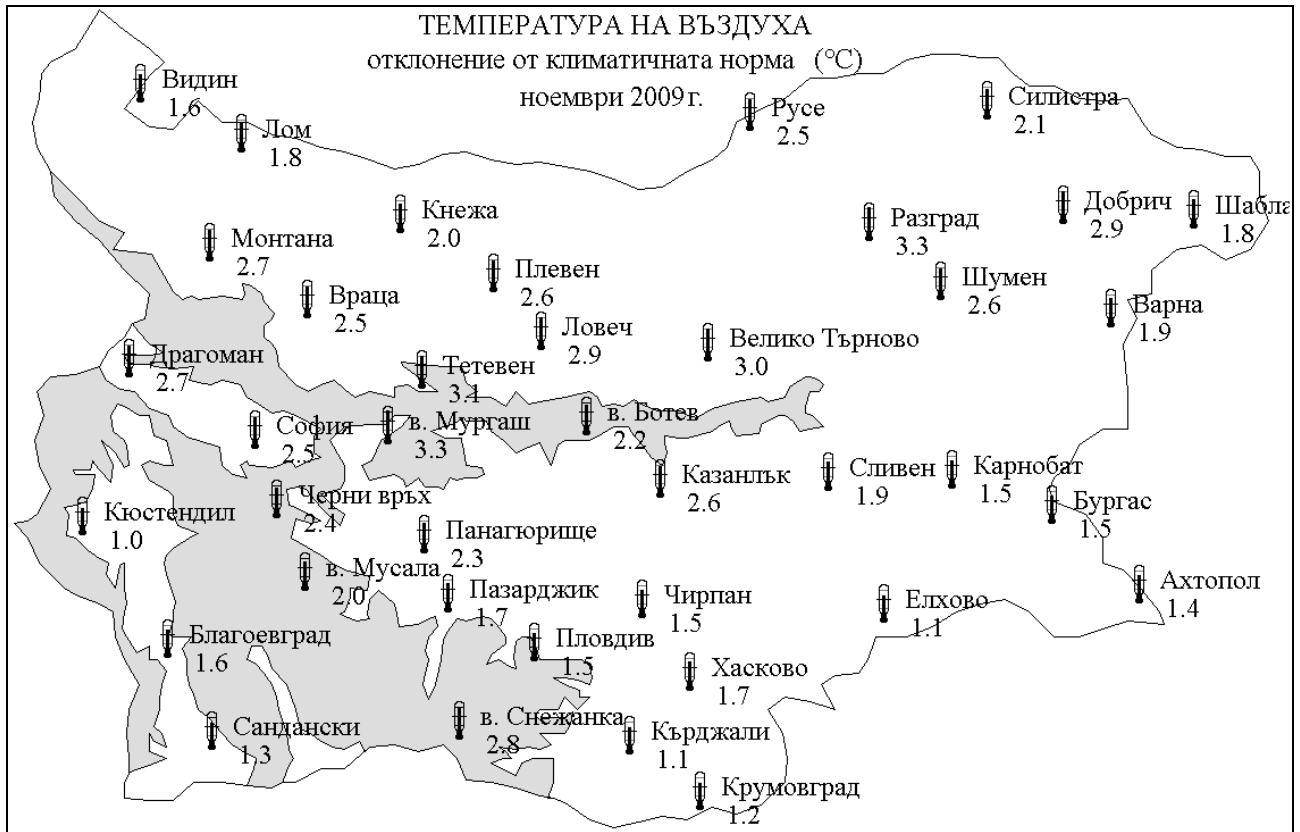 ТЕМПЕРАТУРА НА ВЪЗДУХА
отклонение от климатичната норма (°C)
ноември 2009 г.
Видин
1.6
Лом
1.8
Русе
2.5
Силистра
2.1
Кнежа
2.0
Монтана
2.7
Разград
3.3
Добрич
2.9
Шабла
1.8
Враца
2.5
Плевен
2.6
Шумен
2.6
Варна
1.9
Драгоман
2.7
Тетевен
3.1
Ловеч
2.9
Велико Търново
3.0
София
2.5
в. Мургаш
3.3
в. Ботев
2.2
Казанлък
2.6
Сливен
1.9
Карнобат
1.5
Бургас
1.5
Кюстендил
1.0
Черни връх
2.4
Панагюрище
2.3
в. Мусала
2.0
Пазарджик
1.7
Чирпан
1.5
Елхово
1.1
Ахтопол
1.4
Благоевград
1.6
Пловдив
1.5
Хасково
1.7
Сандански
1.3
в. Снежанка
2.8
Кърджали
1.1
Крумовград
1.2